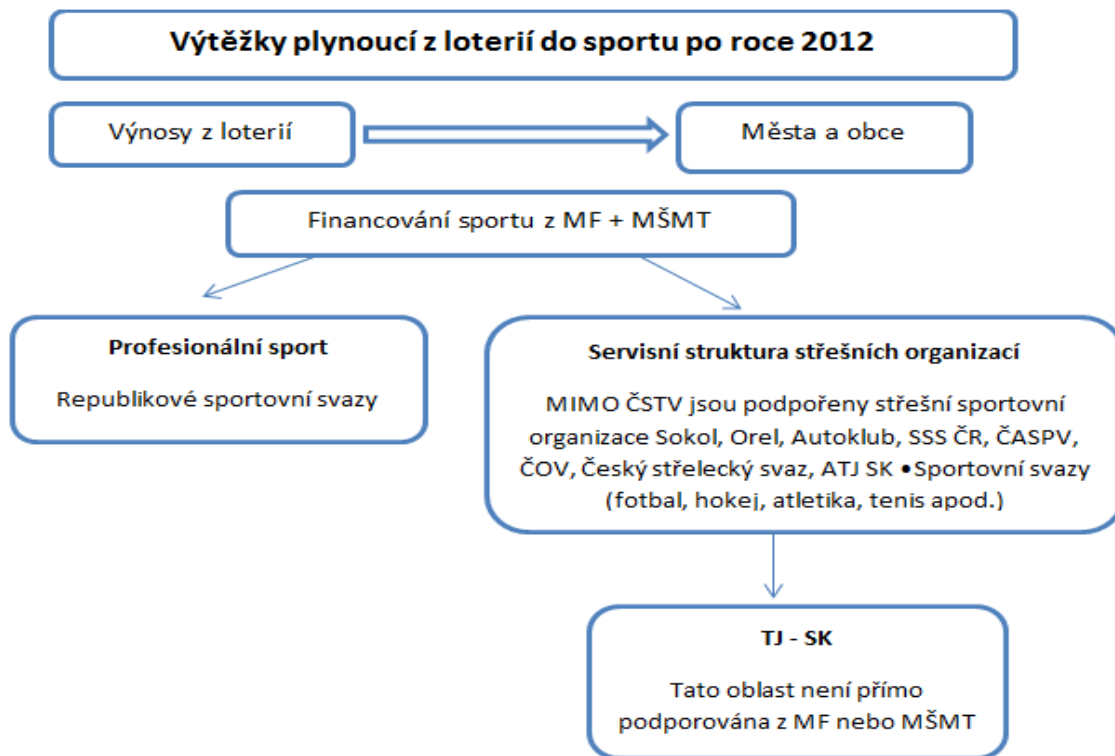 Výtěžky plynoucí z loterií do sportu po roce 2012
Výnosy z loterií
Města a obce
Financování sportu z MF + MŠMT
Profesionální sport
Republikové sportovní svazy
Servisní struktura střešních organizací
MIMO ČSTV jsou podpořeny střešní sportovní
organizace Sokol, Orel, Autoklub, SSS ČR, ČASPV,
ČOV, Český střelecký svaz, ATJ SK •Sportovní svazy
(fotbal, hokej, atletika, tenis apod.)
TJ - SK
Tato oblast není přímo
podporována z MF nebo MŠMT